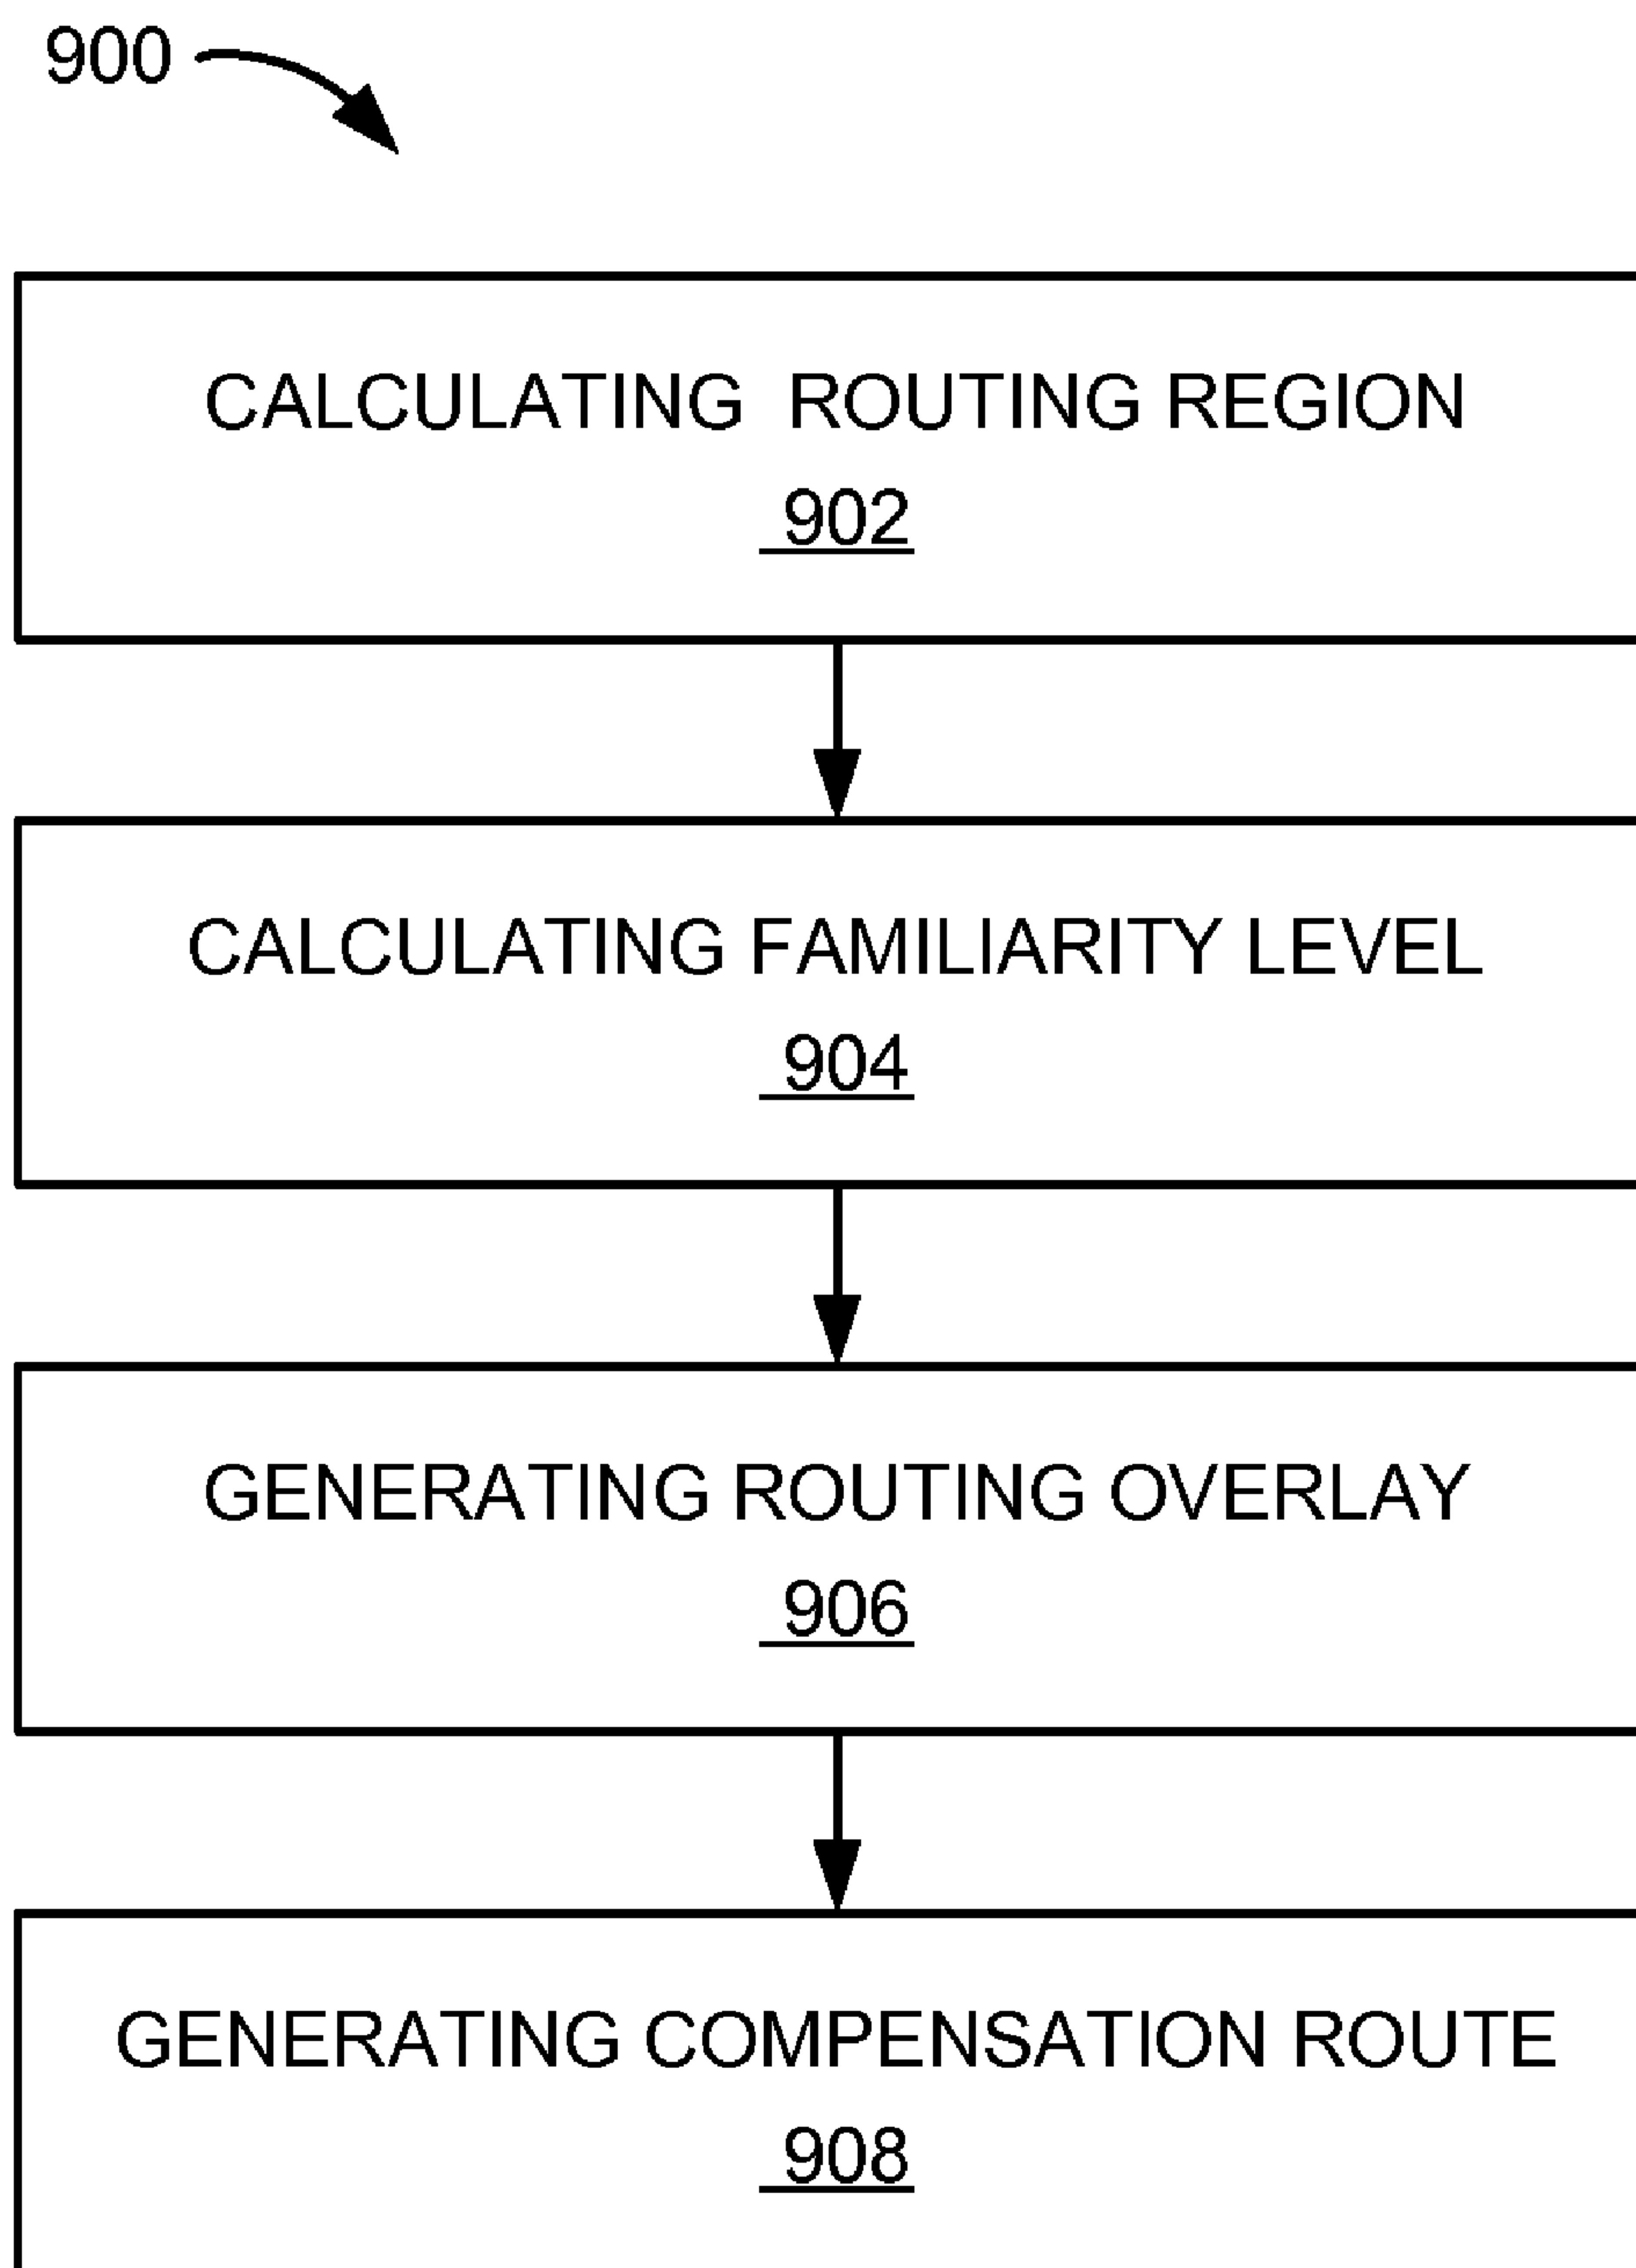 900
CALCULATING ROUTING REGION
902
CALCULATING FAMILIARITY LEVEL
904
GENERATING ROUTING OVERLAY
906
GENERATING COMPENSATION ROUTE
908